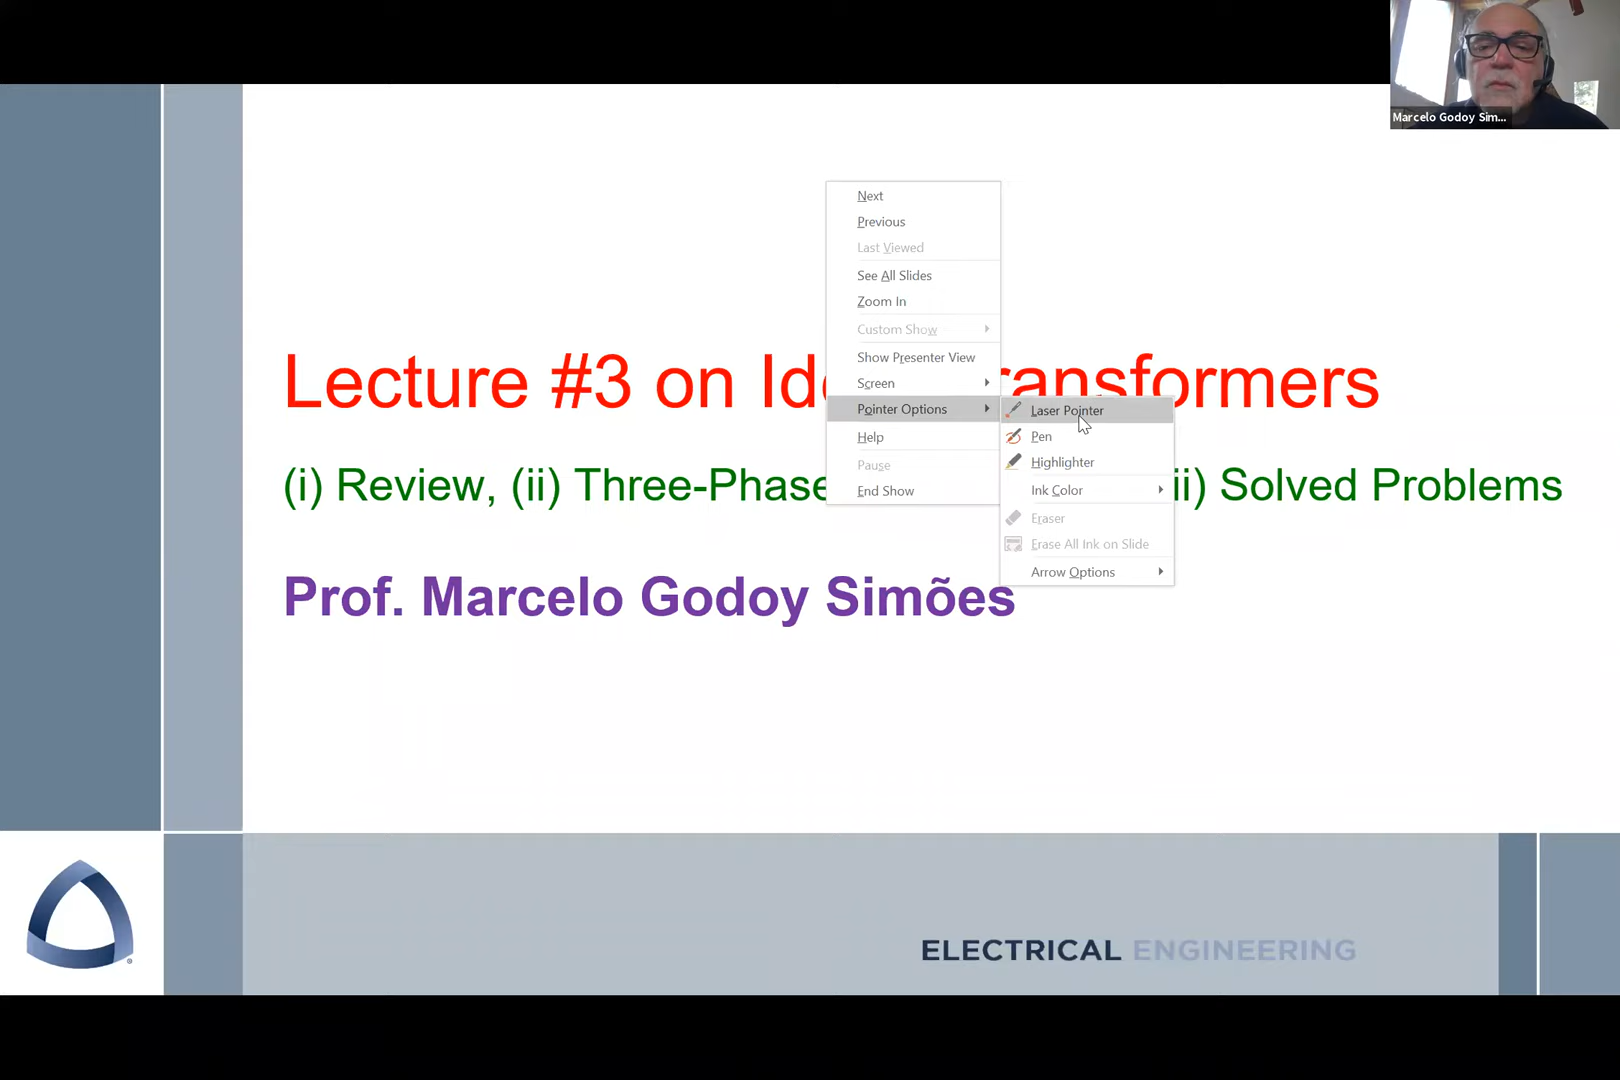 Marcelo Godoy Sim...
Next
Previous
Last Viewed
See All Slides
Zoom In
Custom Show
Show Presenter View
Screen
Pointer Options
Help
Pause
End Show
Laser Pointer
Pen
Highlighter
Ink Color
Eraser
Erase All Ink on Slide
Arrow Options
Lecture #3 on Id ransformers
(i) Review, (ii) Three-Phase ii) Solved Problems
Prof. Marcelo Godoy Simões
ELECTRICAL ENGINEERING